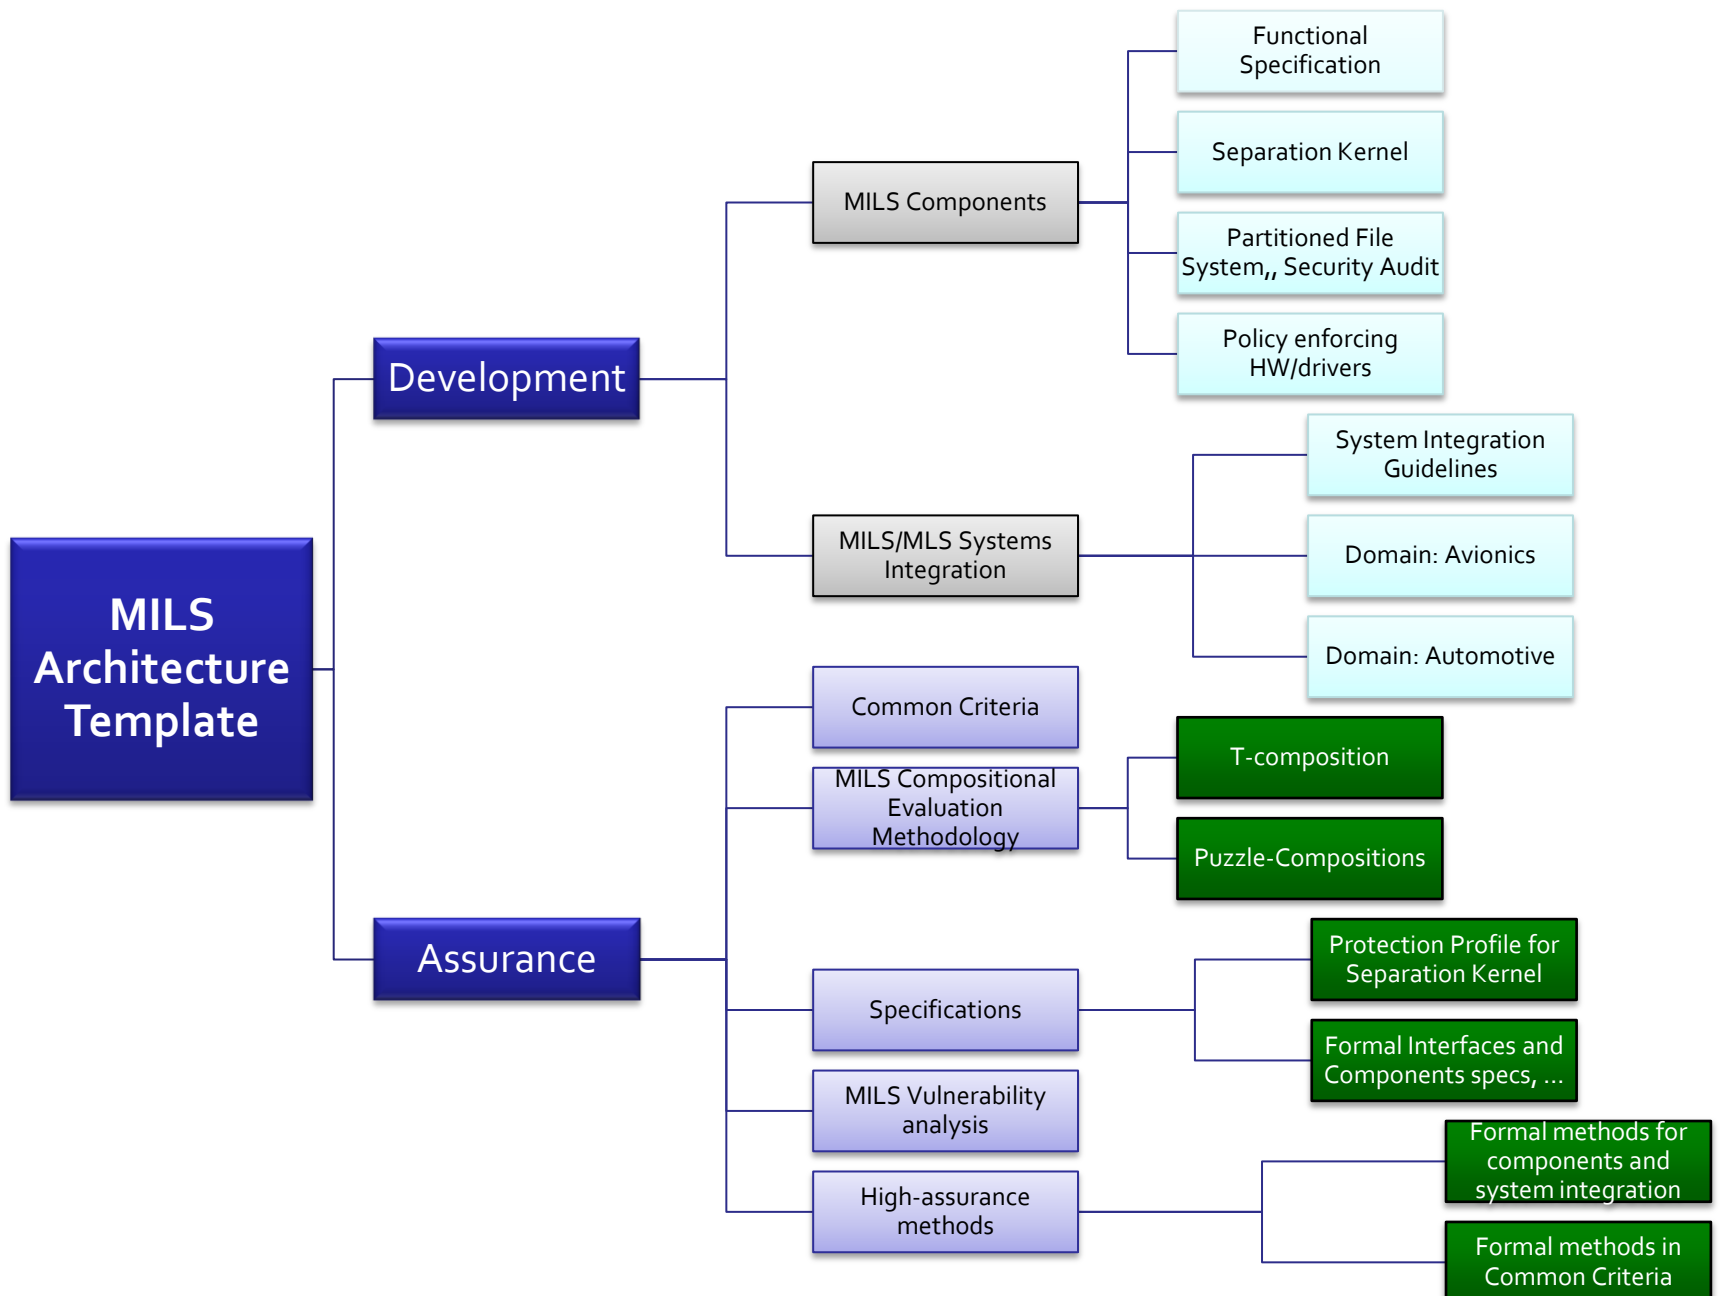 MILS
Architecture
Template
Development
MILS Components
Functional
Specification
Separation Kernel
Partitioned File
System,, Security Audit
Policy enforcing
HW/drivers
MILS/MLS Systems
Integration
System Integration
Guidelines
Domain: Avionics
Domain: Automotive
Assurance
Common Criteria
MILS Compositional
Evaluation
Methodology
T-composition
Puzzle-Compositions
Specifications
Protection Profile for
Separation Kernel
Formal Interfaces and
Components specs, ...
MILS Vulnerability
analysis
High-assurance
methods
Formal methods for
components and
system integration
Formal methods in
Common Criteria